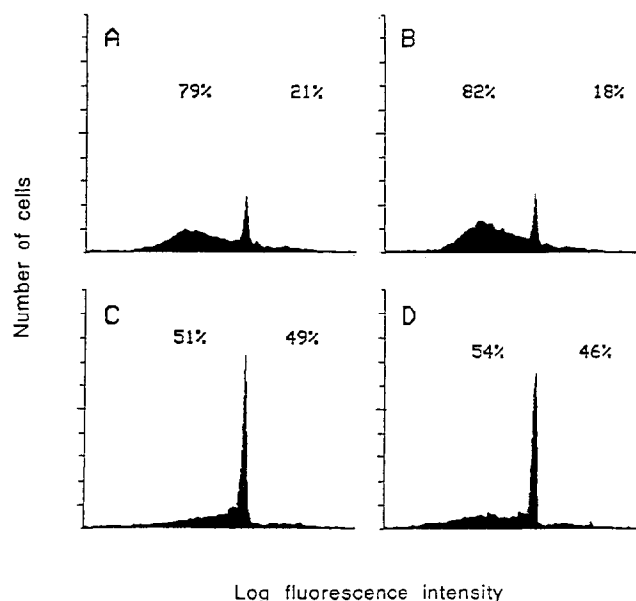 A
B
79% 21%
82% 18%
Number of cells
C
D
51% 49%
54% 46%
Log fluorescence intensity